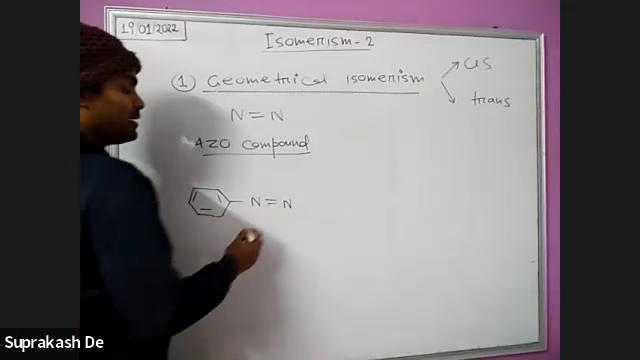 19/01/2022
Isomerism-2
① Geometrical isomerism
cis
trans
N=N
AZO compound
N=N
Suprakash De